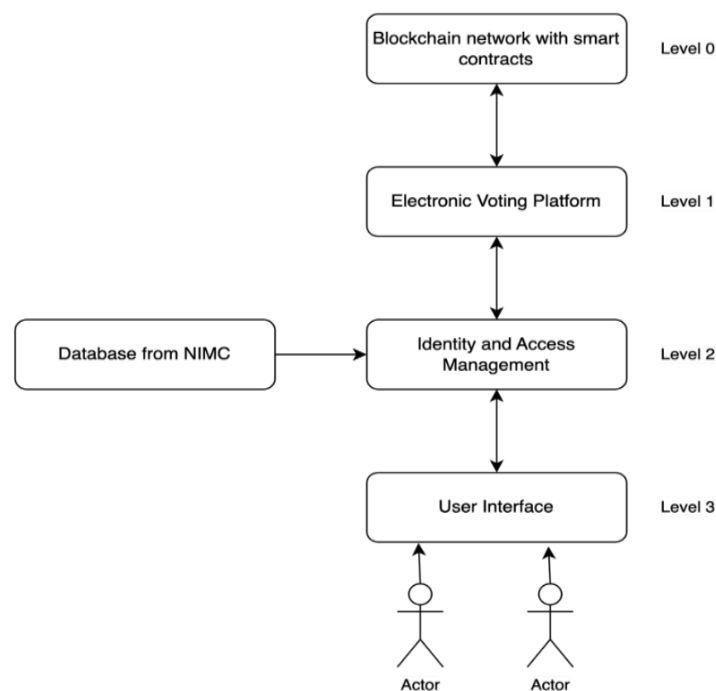 Blockchain network with smart
contracts
Level 0
Electronic Voting Platform
Level 1
Database from NIMC
Identity and Access
Management
Level 2
User Interface
Level 3
Actor
Actor